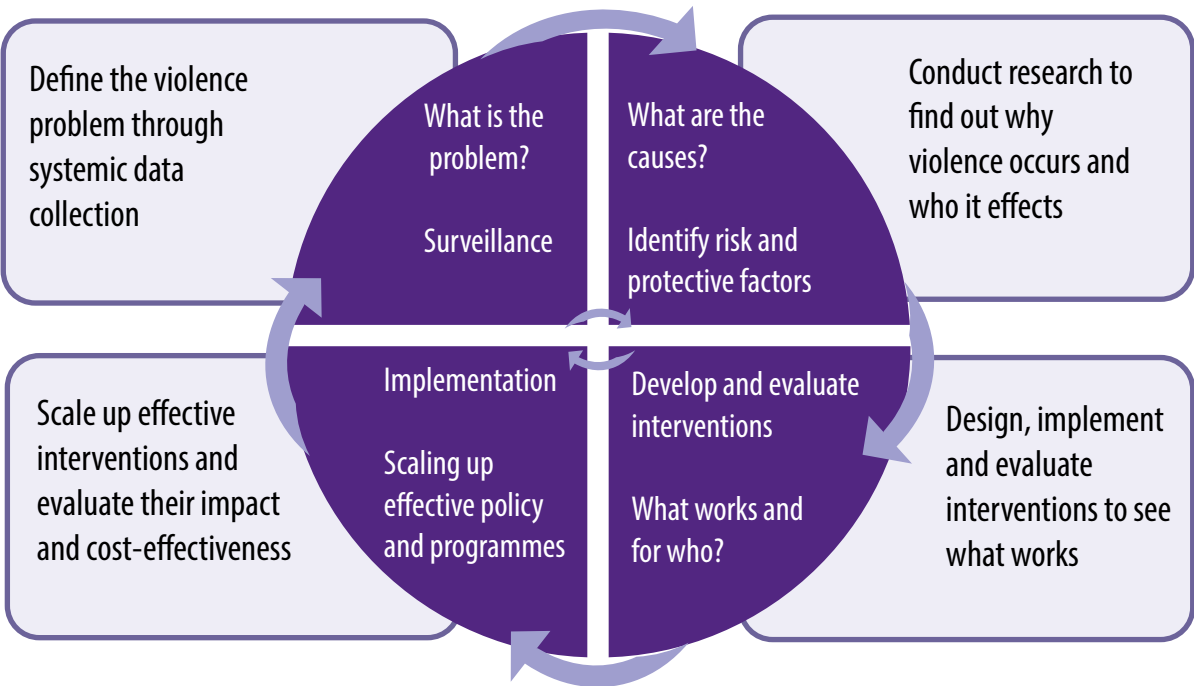 Define the violence
problem through
systemic data
collection
What is the
problem?
Surveillance
What are the
causes?
Identify risk and
protective factors
Conduct research to
find out why
violence occurs and
who it effects
Scale up effective
interventions and
evaluate their impact
and cost-effectiveness
Implementation
Scaling up
effective policy
and programmes
Develop and evaluate
interventions
What works and
for who?
Design, implement
and evaluate
interventions to see
what works